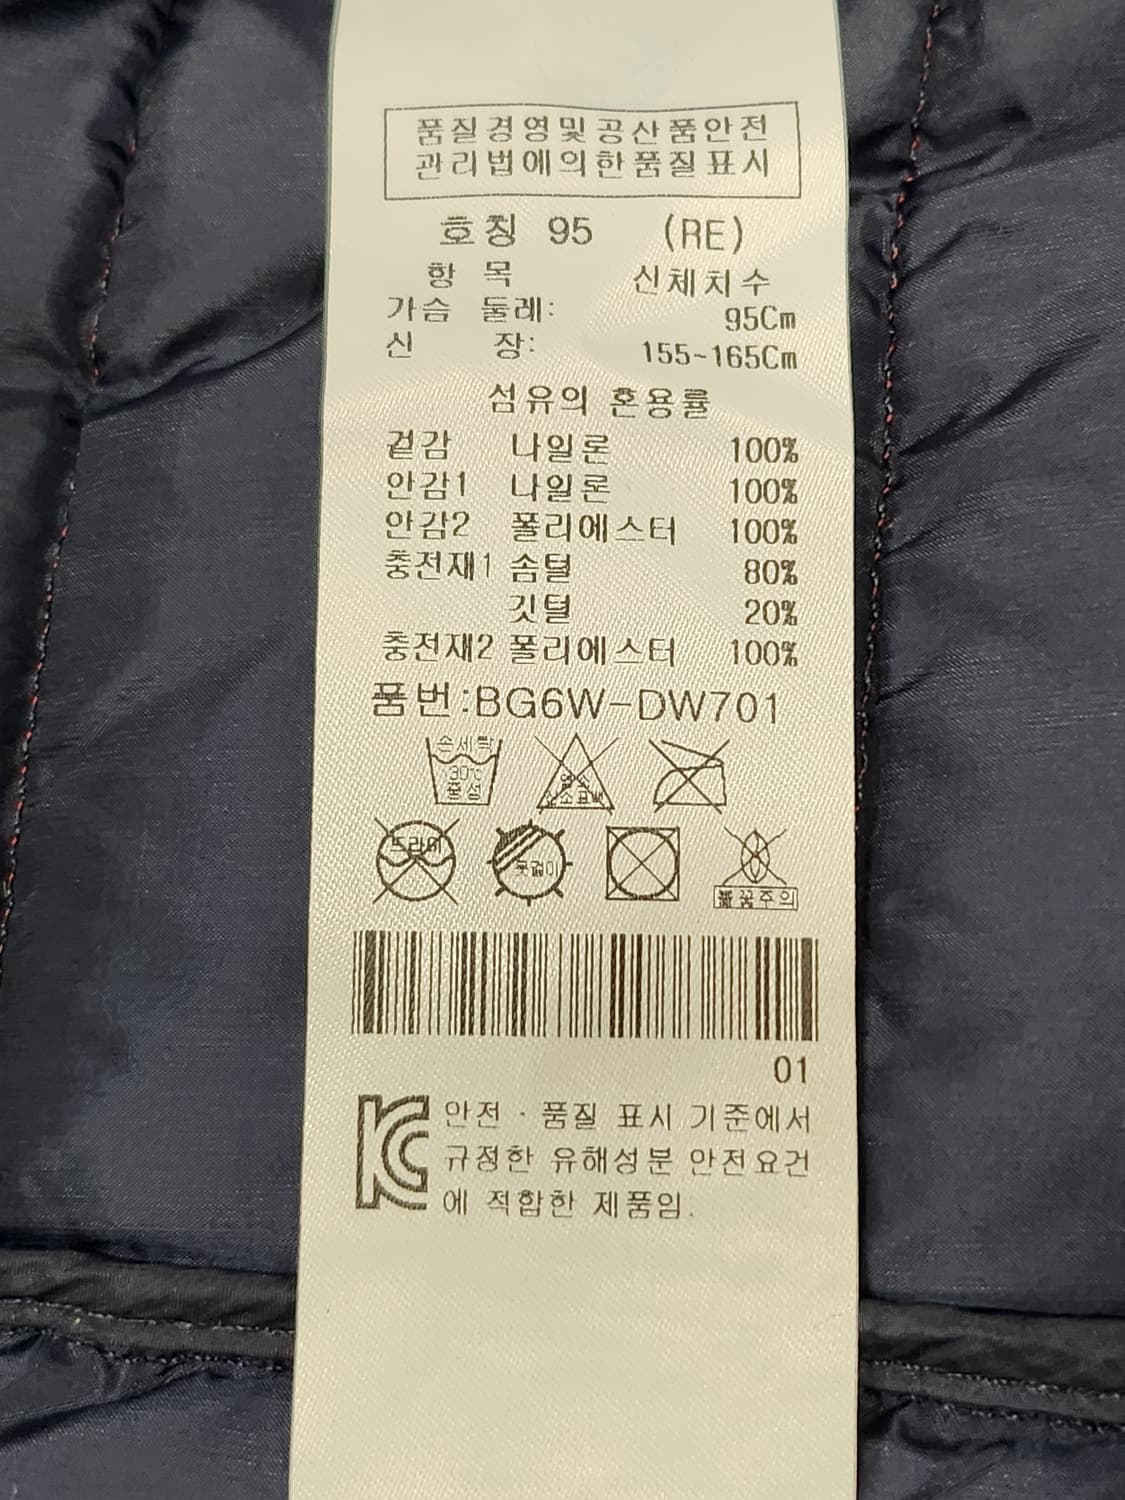 품질경영및공산품안전
관리법에의한품질표시
호칭 95 (RE)
항 목 신체치수
가슴 둘레: 95Cm
신 장: 155~165Cm
섬유의 혼용률
겉감 나일론 100%
안감1 나일론 100%
안감2 폴리에스터 100%
충전재1 솜털 80%
깃털 20%
충전재2 폴리에스터 100%
품번:BG6W-DW701
손세탁
30℃
중성
염소표백
드라이
옷걸이
불꽃주의
01
안전·품질 표시 기준에서
규정한 유해성분 안전요건
에 적합한 제품임.